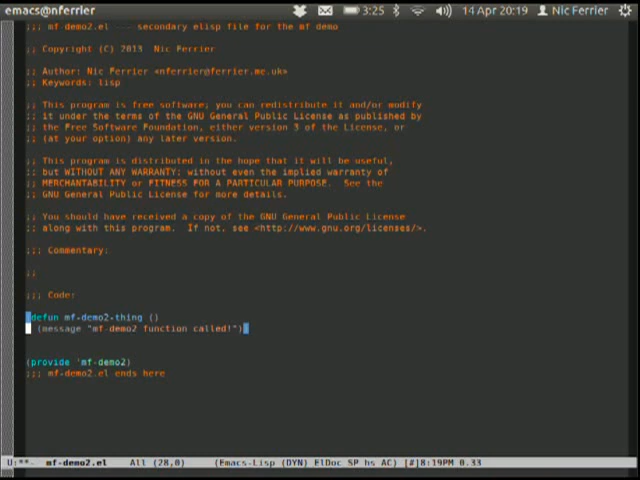 emacs@nferrier 3:25 14 Apr 20:19 Nic Ferrier
;;; mf-demo2.el --- secondary elisp file for the mf demo
;; Copyright (C) 2013  Nic Ferrier
;; Author: Nic Ferrier <nferrier@ferrier.me.uk>
;; Keywords: lisp
;; This program is free software; you can redistribute it and/or modify
;; it under the terms of the GNU General Public License as published by
;; the Free Software Foundation, either version 3 of the License, or
;; (at your option) any later version.
;; This program is distributed in the hope that it will be useful,
;; but WITHOUT ANY WARRANTY; without even the implied warranty of
;; MERCHANTABILITY or FITNESS FOR A PARTICULAR PURPOSE.  See the
;; GNU General Public License for more details.
;; You should have received a copy of the GNU General Public License
;; along with this program.  If not, see <http://www.gnu.org/licenses/>.
;;; Commentary:
;;
;;; Code:
(defun mf-demo2-thing ()
(message "mf-demo2 function called!"))
(provide 'mf-demo2)
;;; mf-demo2.el ends here
U:**- mf-demo2.el All (28,0) (Emacs-Lisp (DYN) ElDoc SP hs AC) [#]8:19PM 0.33